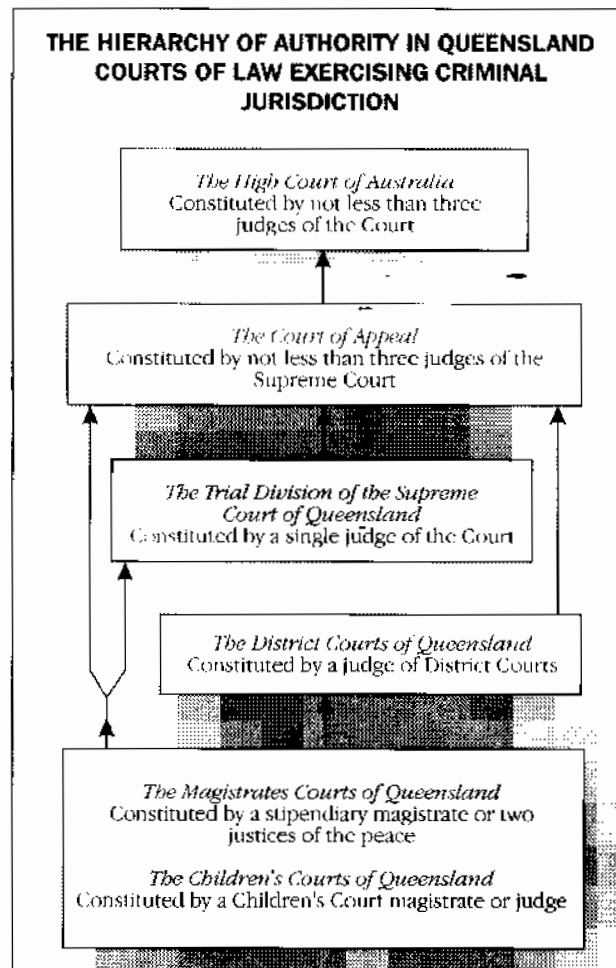 THE HIERARCHY OF AUTHORITY IN QUEENSLAND
COURTS OF LAW EXERCISING CRIMINAL
JURISDICTION
The High Court of Australia
Constituted by not less than three
judges of the Court
The Court of Appeal
Constituted by not less than three judges of the
Supreme Court
The Trial Division of the Supreme
Court of Queensland
Constituted by a single judge of the Court
The District Courts of Queensland
Constituted by a judge of District Courts
The Magistrates Courts of Queensland
Constituted by a stipendiary magistrate or two
justices of the peace
The Children's Courts of Queensland
Constituted by a Children's Court magistrate or judge